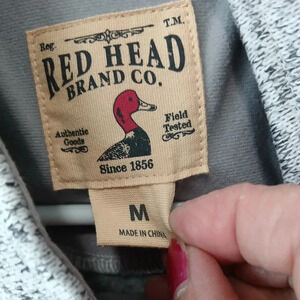 Reg. T.M.
RED HEAD
BRAND CO.
Authentic Goods
Field Tested
Since 1856
M
MADE IN CHINA